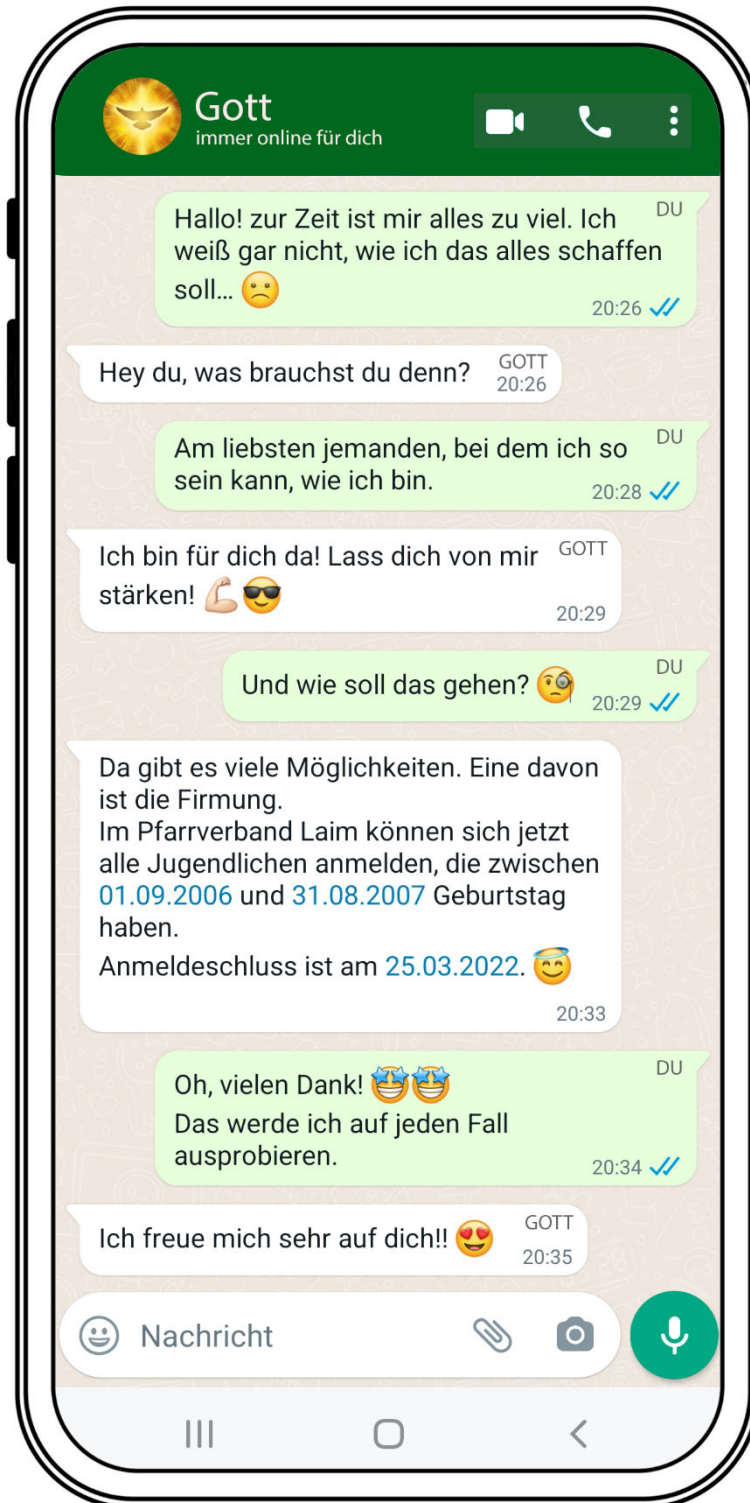 Gott
immer online für dich
DU
Hallo! zur Zeit ist mir alles zu viel. Ich
weiß gar nicht, wie ich das alles schaffen
soll... 🙁
20:26
Hey du, was brauchst du denn?
GOTT
20:26
DU
Am liebsten jemanden, bei dem ich so
sein kann, wie ich bin.
20:28
Ich bin für dich da! Lass dich von mir
GOTT
stärken! 💪🏻😎
20:29
DU
Und wie soll das gehen? 🧐
20:29
Da gibt es viele Möglichkeiten. Eine davon
ist die Firmung.
Im Pfarrverband Laim können sich jetzt
alle Jugendlichen anmelden, die zwischen
01.09.2006 und 31.08.2007 Geburtstag
haben.
Anmeldeschluss ist am 25.03.2022. 😇
20:33
DU
Oh, vielen Dank! 🤩🤩
Das werde ich auf jeden Fall
ausprobieren.
20:34
Ich freue mich sehr auf dich!! 😍
GOTT
20:35
Nachricht